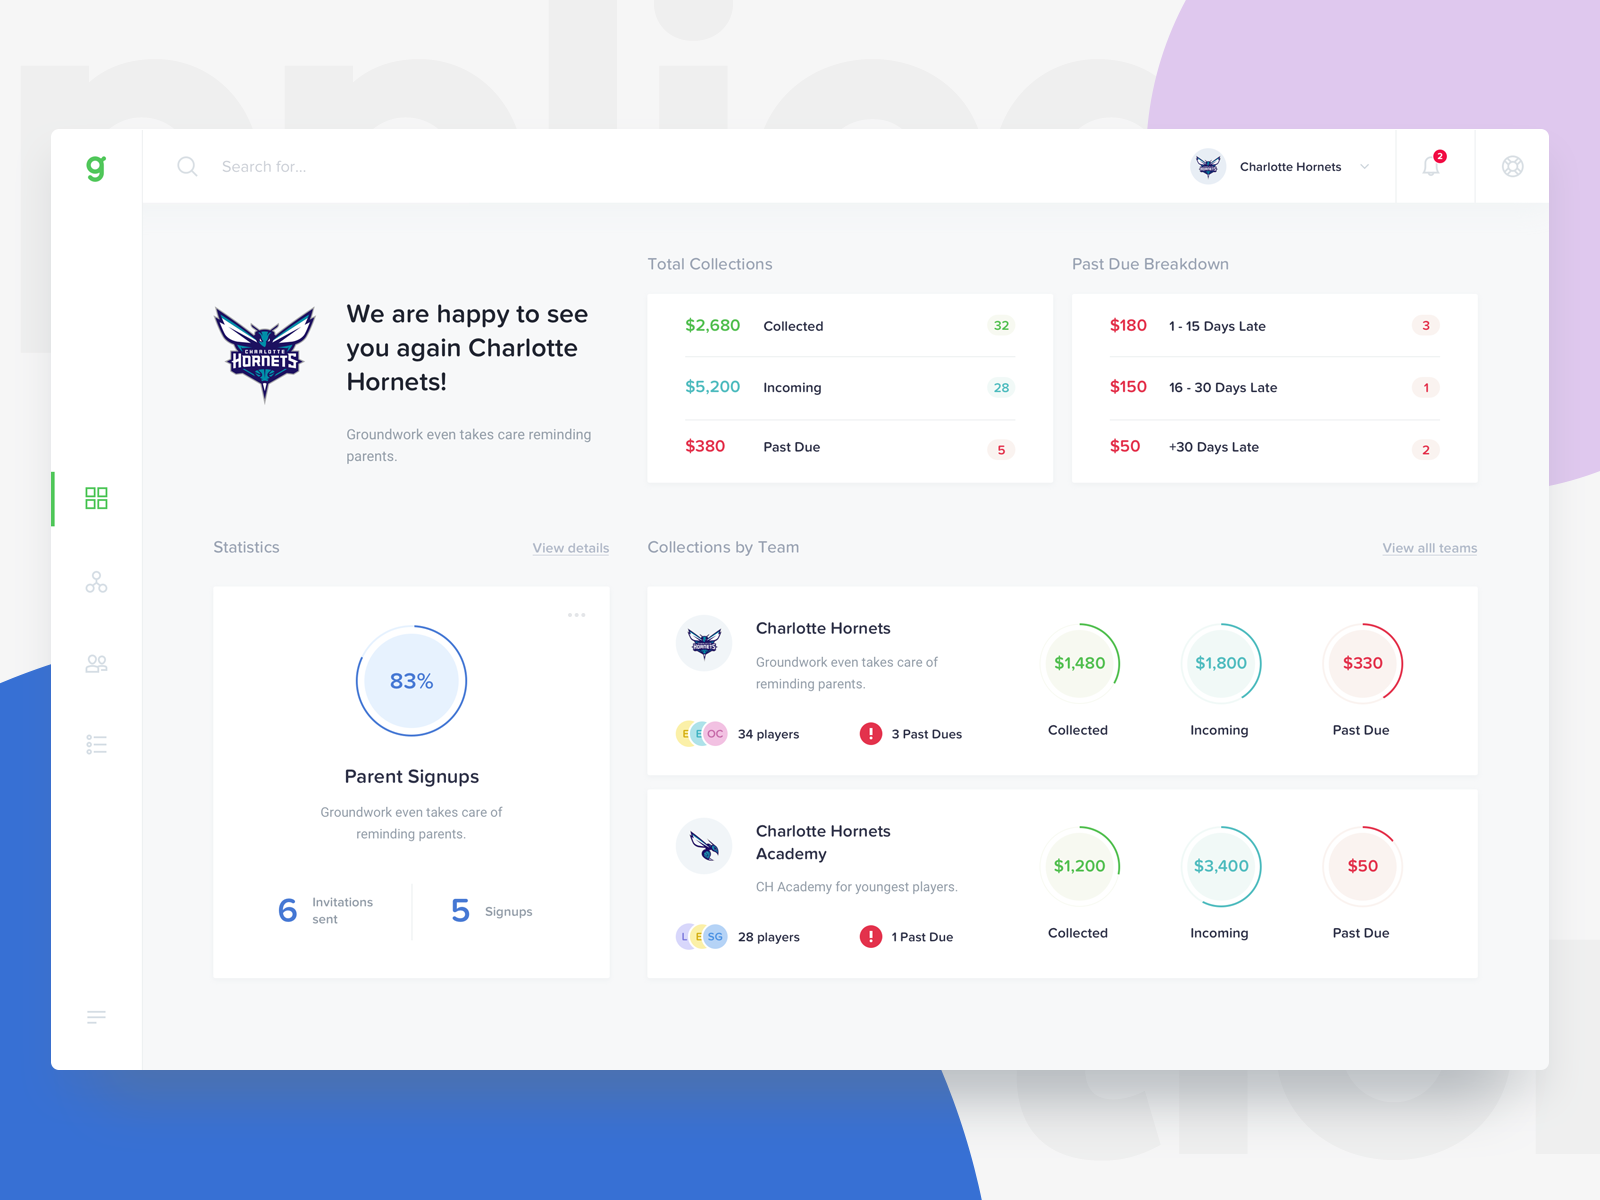 pplica
g
Search for...
Charlotte Hornets
2
Total Collections
Past Due Breakdown
CHARLOTTE
HORNETS
We are happy to see
you again Charlotte
Hornets!
Groundwork even takes care reminding
parents.
$2,680 Collected 32
$5,200 Incoming 28
$380 Past Due 5
$180 1 - 15 Days Late 3
$150 16 - 30 Days Late 1
$50 +30 Days Late 2
Statistics
View details
83%
Parent Signups
Groundwork even takes care of
reminding parents.
6 Invitations
sent
5 Signups
Collections by Team
View alll teams
HORNETS
Charlotte Hornets
Groundwork even takes care of
reminding parents.
E E OC 34 players
! 3 Past Dues
$1,480 $1,800 $330
Collected Incoming Past Due
Charlotte Hornets
Academy
CH Academy for youngest players.
L E SG 28 players
! 1 Past Due
$1,200 $3,400 $50
Collected Incoming Past Due